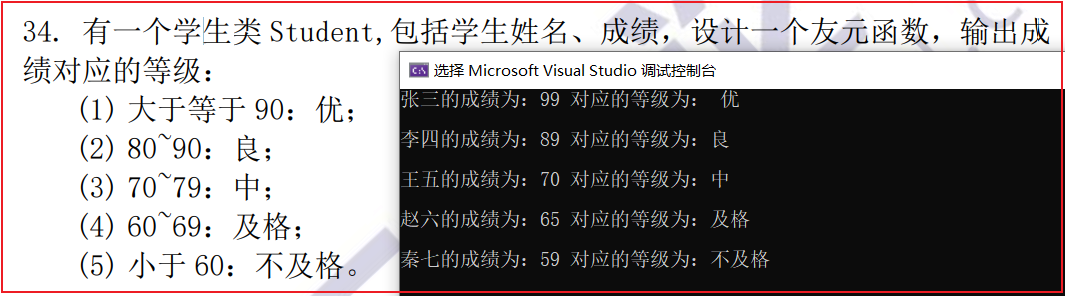 34. 有一个学生类 Student,包括学生姓名、成绩，设计一个友元函数，输出成
绩对应的等级：
(1) 大于等于 90：优；
(2) 80~90：良；
(3) 70~79：中；
(4) 60~69：及格；
(5) 小于 60：不及格。
选择 Microsoft Visual Studio 调试控制台
张三的成绩为：99 对应的等级为： 优
李四的成绩为：89 对应的等级为：良
王五的成绩为：70 对应的等级为：中
赵六的成绩为：65 对应的等级为：及格
秦七的成绩为：59 对应的等级为：不及格